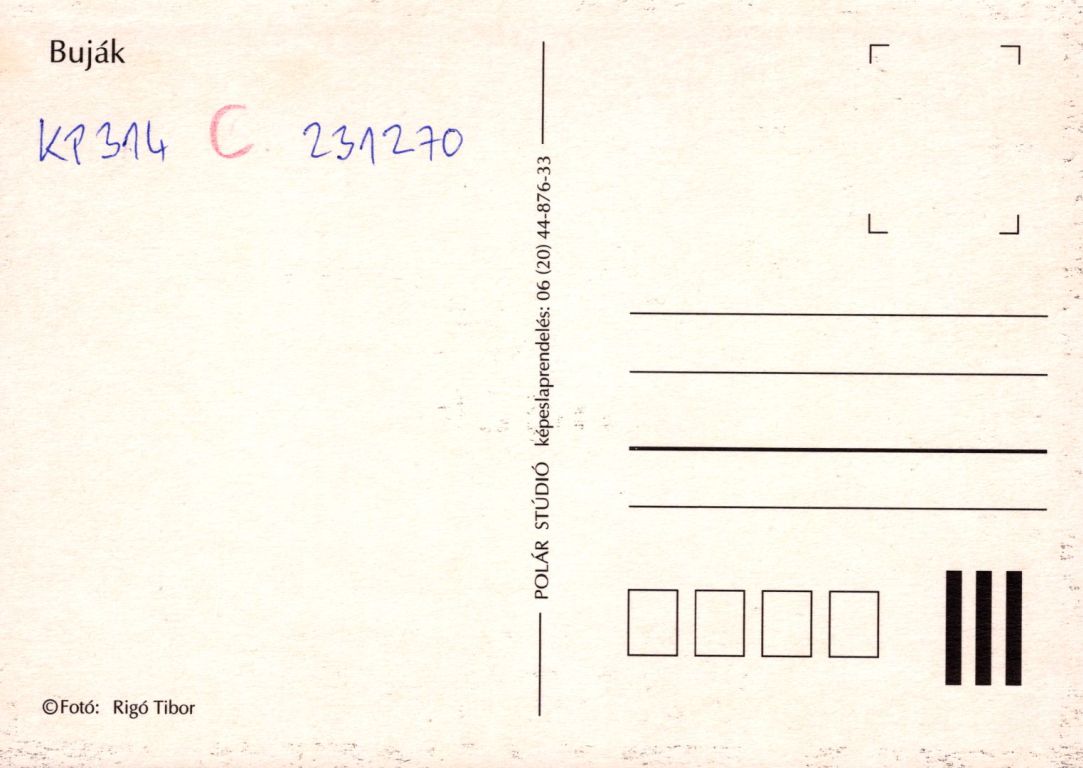 Buják
KP314 C 231270
POLÁR STÚDIÓ képeslaprendelés: 06 (20) 44-876-33
©Fotó: Rigó Tibor